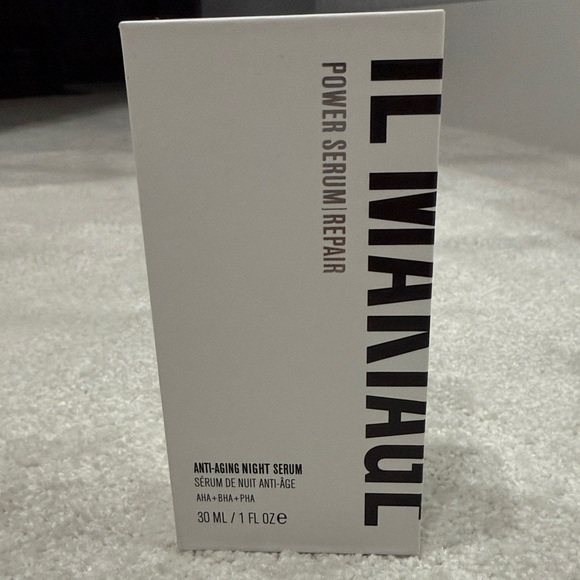 IL MAKIAGE
POWER SERUM|REPAIR
ANTI-AGING NIGHT SERUM
SÉRUM DE NUIT ANTI-ÂGE
AHA+BHA+PHA
30 ML / 1 FL OZ℮